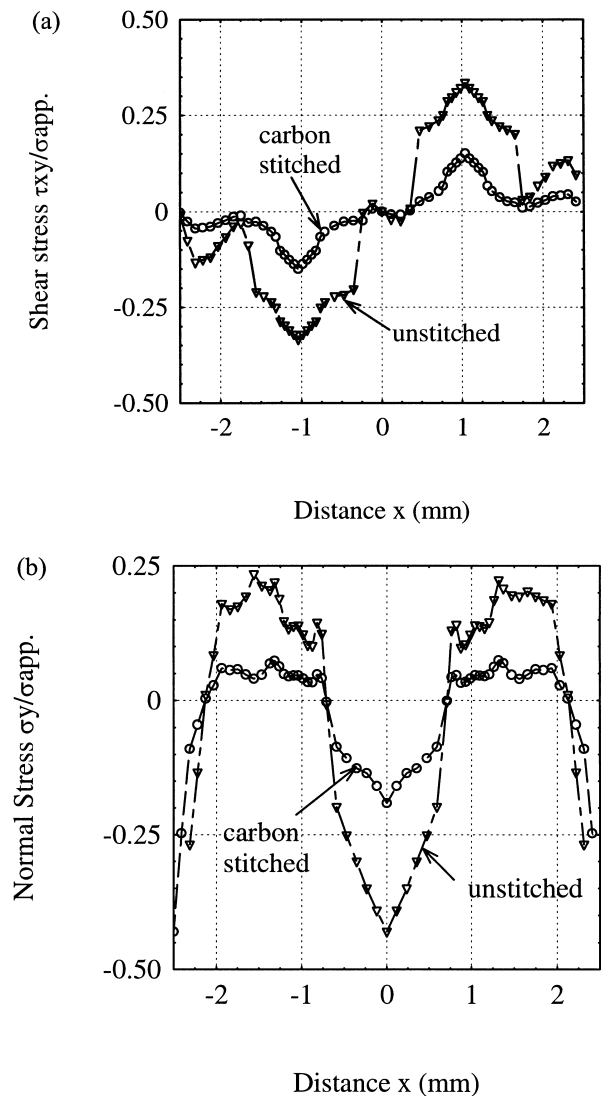 (a)
0.50
0.25
0
-0.25
-0.50
Shear stress τxy/σapp.
carbon
stitched
unstitched
-2
-1
0
1
2
Distance x (mm)
(b)
0.25
0
-0.25
-0.50
Normal Stress σy/σapp.
carbon
stitched
unstitched
-2
-1
0
1
2
Distance x (mm)